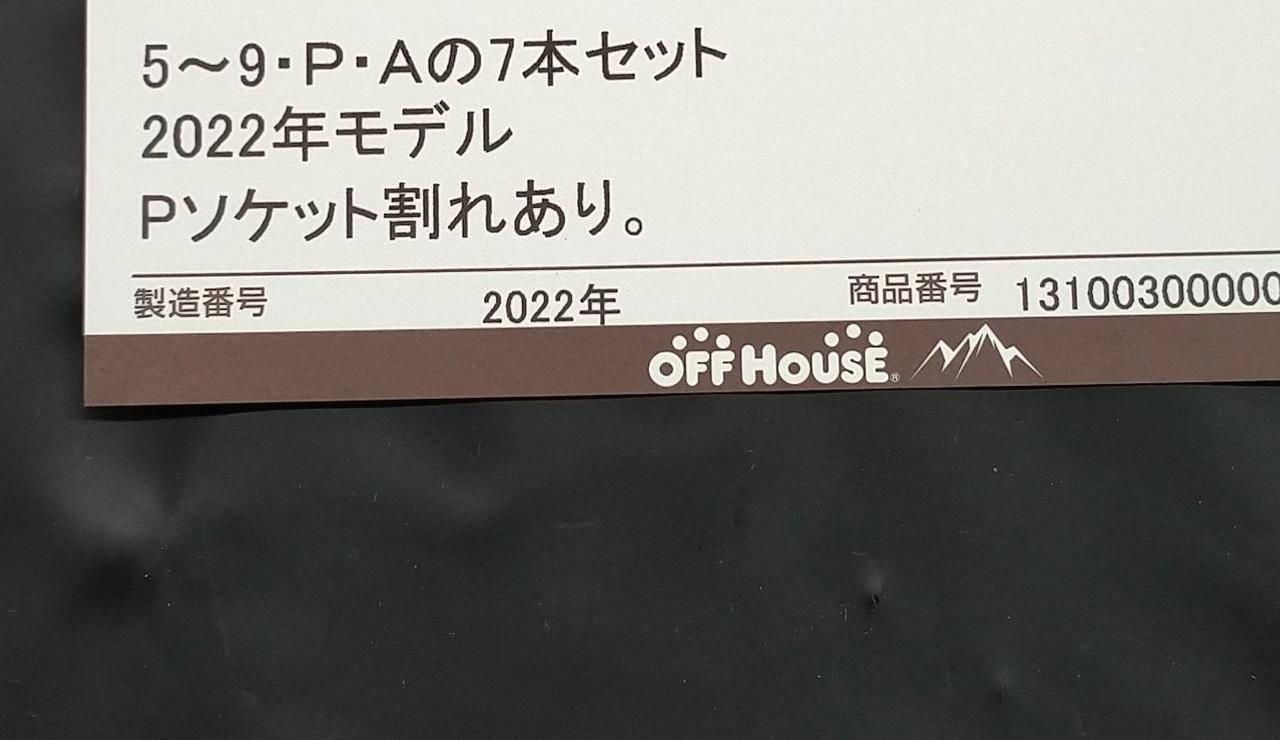 5～9・P・Aの7本セット
2022年モデル
Pソケット割れあり。
製造番号 2022年 商品番号 13100300000
OFF HOUSE®